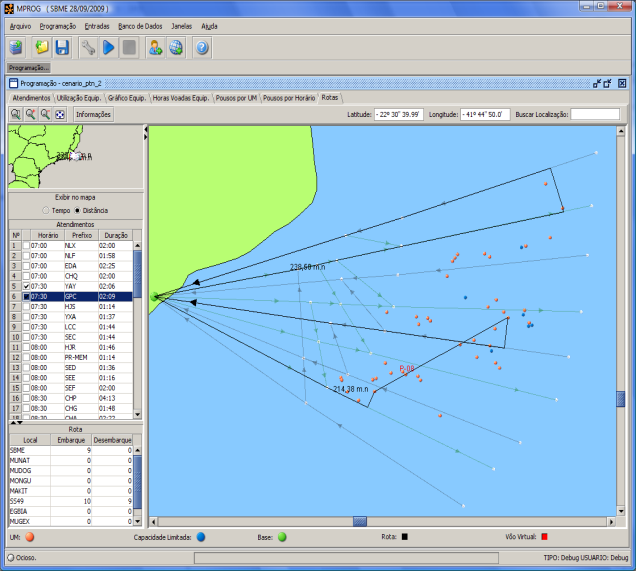 MPROG ( SBME 28/09/2009 )
Arquivo Programação Entradas Banco de Dados Janelas Ajuda
Programação...
Programação - cenario_ptn_2
Atendimentos Utilização Equip. Gráfico Equip. Horas Voadas Equip. Pousos por UM Pousos por Horário Rotas
Informações Latitude: - 22º 30' 39.99' Longitude: - 41º 44' 50.0' Buscar Localização:
Exibir no mapa
Tempo Distância
Atendimentos
Nº Horário Prefixo Duração
1 07:00 NLX 02:00
2 07:00 NLF 01:58
3 07:00 EDA 02:25
4 07:00 CHQ 02:00
5 07:30 YAY 02:06
6 07:30 GPC 02:09
7 07:30 HJS 01:14
8 07:30 YXA 01:37
9 07:30 LCC 01:44
10 07:30 SEC 01:44
11 08:00 HJR 01:46
12 08:00 PR-MEM 01:14
13 08:00 SED 01:36
14 08:00 SEE 01:16
15 08:00 SEF 02:00
16 08:30 CHP 04:13
17 08:30 CHG 01:48
18 08:30 CHA 02:22
Rota
Local Embarque Desembarque
SBME 9 0
MUNAT 0 0
MUDOG 0 0
MONGU 0 0
MAKIT 0 0
SS49 10 9
EGBIA 0 0
MUGEX 0 0
238,58 m.n
214,38 m.n
P-08
UM: Capacidade Limitada: Base: Rota: Vôo Virtual:
Ocioso. TIPO: Debug USUARIO: Debug